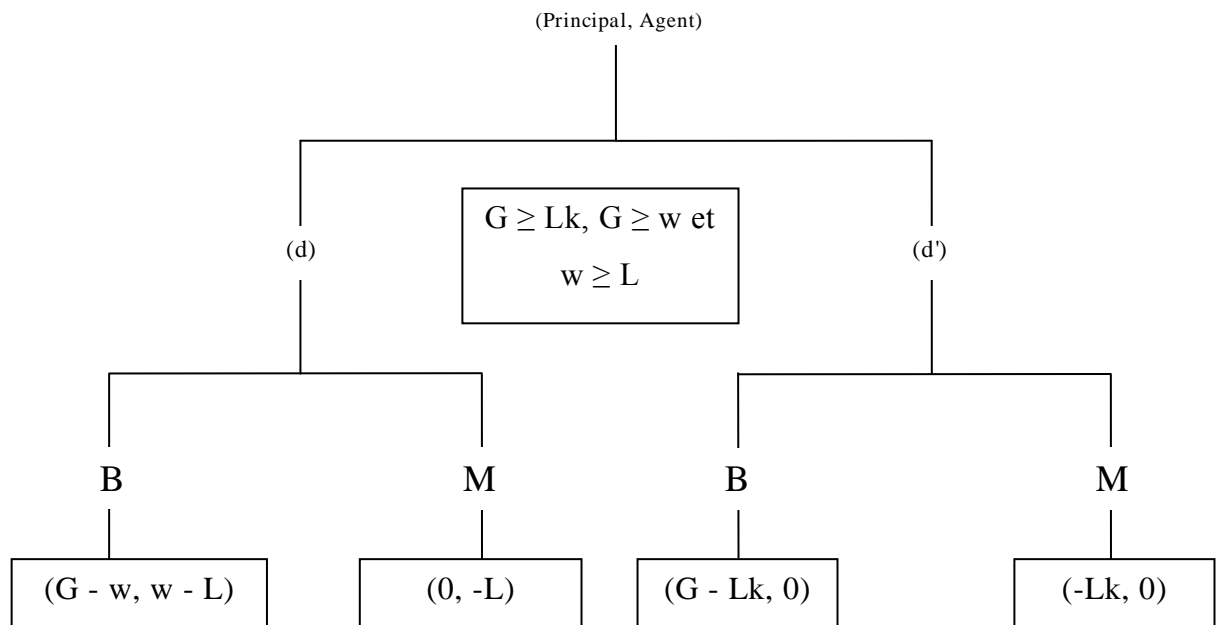 (Principal, Agent)
G ≥ Lk, G ≥ w et
w ≥ L
(d)
(d')
B
M
B
M
(G - w, w - L)
(0, -L)
(G - Lk, 0)
(-Lk, 0)